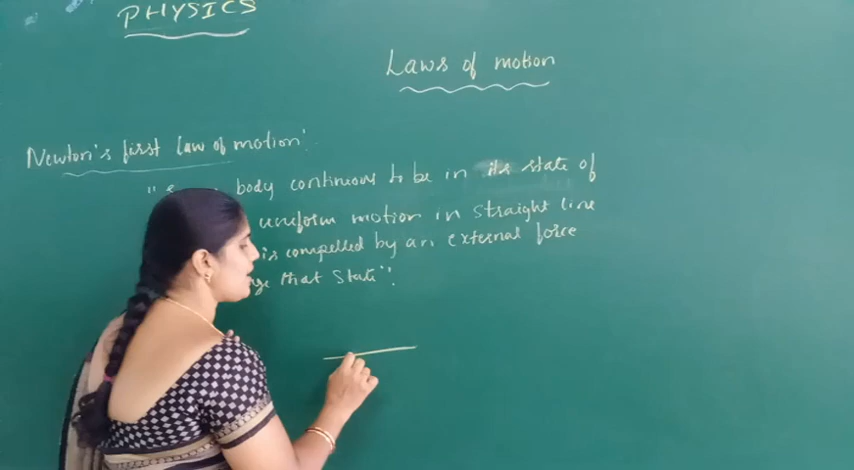 PHYSICS
Laws of motion
Newton's first law of motion:
body continuous to be in its state of
uniform motion in straight line
is compelled by an external force
that state".